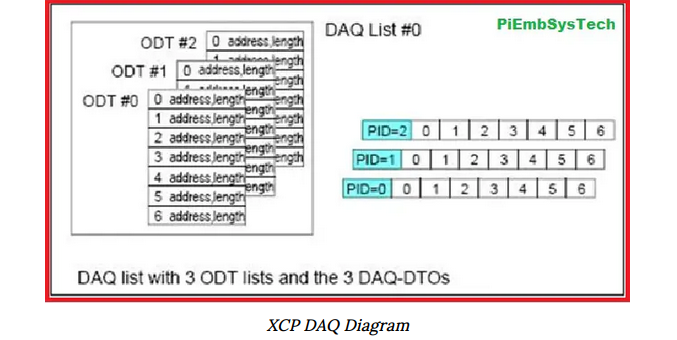 PiEmbSysTech
DAQ List #0
ODT #2 0 address,length
1 address,length
ODT #1 0 address,length
ODT #0 0 address,length
1 address,length
2 address,length
3 address,length
4 address,length
5 address,length
6 address,length
PID=2 0 1 2 3 4 5 6
PID=1 0 1 2 3 4 5 6
PID=0 0 1 2 3 4 5 6
DAQ list with 3 ODT lists and the 3 DAQ-DTOs
XCP DAQ Diagram